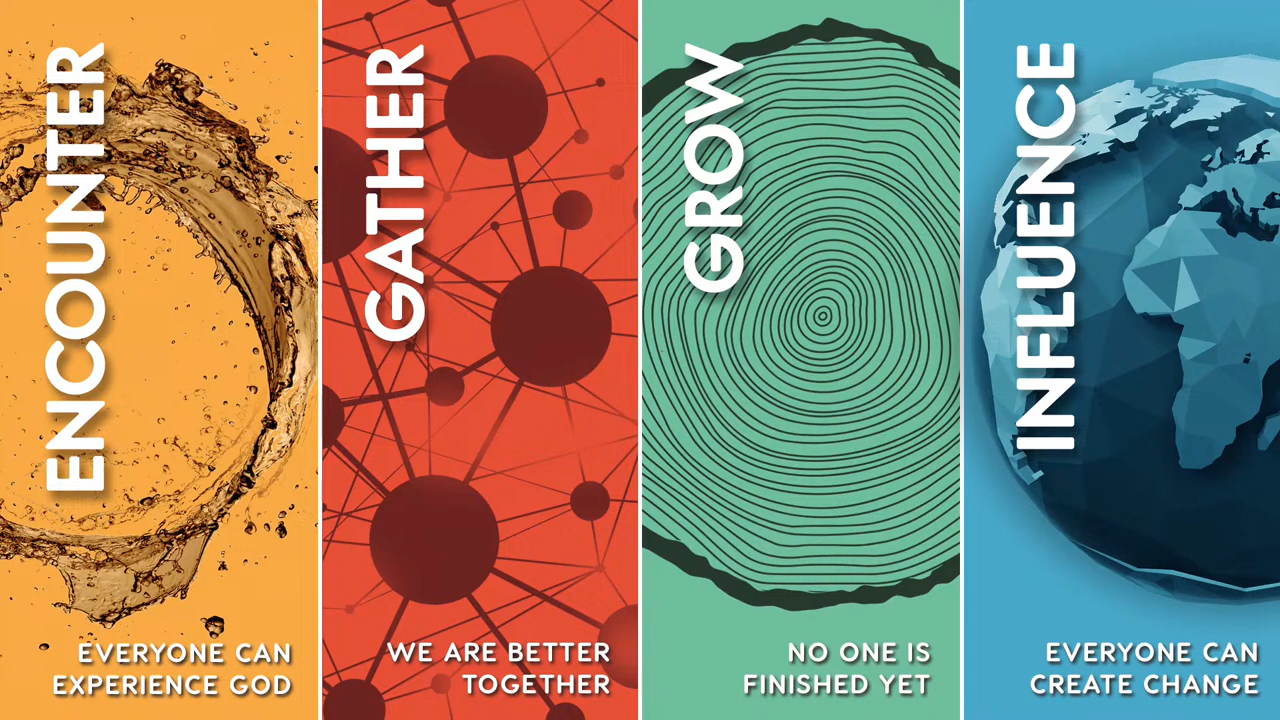 ENCOUNTER
EVERYONE CAN
EXPERIENCE GOD
GATHER
WE ARE BETTER
TOGETHER
GROW
NO ONE IS
FINISHED YET
INFLUENCE
EVERYONE CAN
CREATE CHANGE